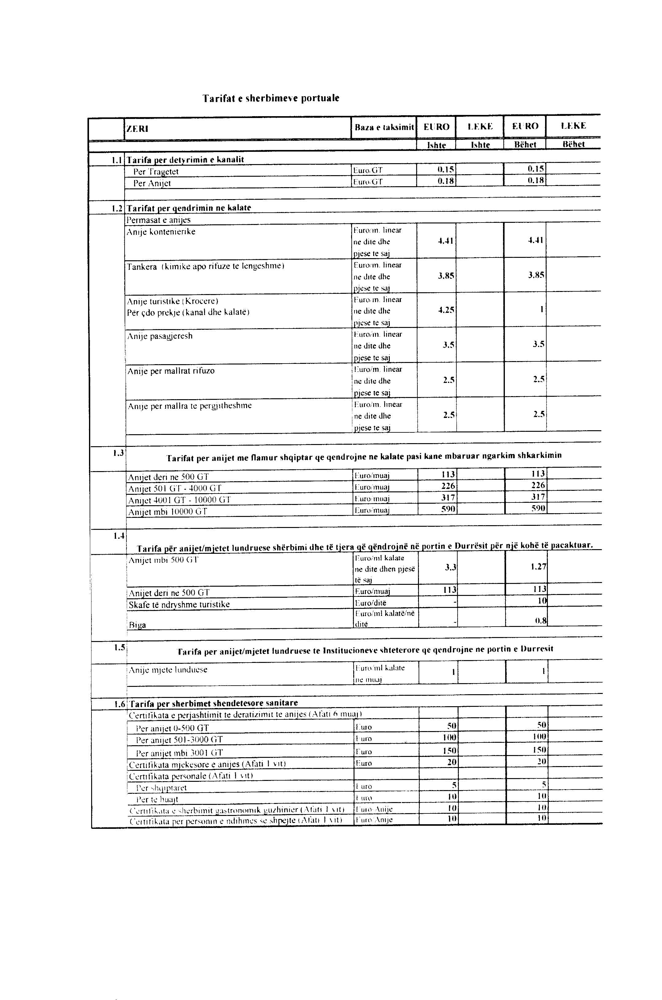 Tarifat e sherbimeve portuale
ZERI Baza e taksimit EURO LEKE EURO LEKE
Ishte Ishte Bëhet Bëhet
1.1 Tarifa per detyrimin e kanalit
Per Tragetet Euro/GT 0.15 0.15
Per Anijet Euro/GT 0.18 0.18
1.2 Tarifat per qendrimin ne kalate
Permasat e anijes
Anije kontenierike Euro/m. linear
ne dite dhe 4.41 4.41
pjese te saj
Tankera (kimike apo rifuze te lengeshme) Euro/m. linear
ne dite dhe 3.85 3.85
pjese te saj
Anije turistike (Krocere) Euro/m. linear
Për çdo prekje (kanal dhe kalatë) ne dite dhe 4.25 1
pjese te saj
Anije pasagjeresh Euro/m. linear
ne dite dhe 3.5 3.5
pjese te saj
Anije per mallrat rifuzo Euro/m. linear
ne dite dhe 2.5 2.5
pjese te saj
Anije per mallra te pergjitheshme Euro/m. linear
ne dite dhe 2.5 2.5
pjese te saj
1.3 Tarifat per anijet me flamur shqiptar qe qendrojne ne kalate pasi kane mbaruar ngarkim shkarkimin
Anijet deri ne 500 GT Euro/muaj 113 113
Anijet 501 GT - 4000 GT Euro/muaj 226 226
Anijet 4001 GT - 10000 GT Euro/muaj 317 317
Anijet mbi 10000 GT Euro/muaj 590 590
1.4
Tarifa për anijet/mjetet lundruese shërbimi dhe të tjera që qëndrojnë në portin e Durrësit për një kohë të pacaktuar.
Anijet mbi 500 GT Euro/ml kalate
ne dite dhen pjesë 3.3 1.27
të saj
Anijet deri ne 500 GT Euro/muaj 113 113
Skafe të ndryshme turistike Euro/ditë - 10
Euro/ml kalatë/në
Biga ditë - 0.8
1.5 Tarifa per anijet/mjetet lundruese te Institucioneve shteterore qe qendrojne ne portin e Durresit
Anije mjete lunduese Euro/ml kalate
ne muaj 1 1
1.6 Tarifa per sherbimet shendetesore sanitare
Certifikata e perjashtimit te deratizimit te anijes (Afati 6 muaj)
Per anijet 0-500 GT Euro 50 50
Per anijet 501-3000 GT Euro 100 100
Per anijet mbi 3001 GT Euro 150 150
Certifikata mjekesore e anijes (Afati 1 vit) Euro 20 20
Certifikata personale (Afati 1 vit)
Per shqiptaret Euro 5 5
Per te huajt Euro 10 10
Certifikata e sherbimit gastronomik guzhinier (Afati 1 vit) Euro/Anije 10 10
Certifikata per personin e ndihmes se shpejte (Afati 1 vit) Euro/Anije 10 10